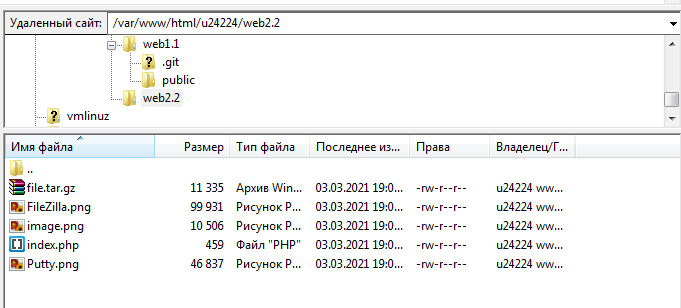 Удаленный сайт: /var/www/html/u24224/web2.2
web1.1
.git
public
web2.2
vmlinuz
Имя файла Размер Тип файла Последнее из... Права Владелец/Г...
..
file.tar.gz 11 335 Архив Win... 03.03.2021 19:0... -rw-r--r-- u24224 ww...
FileZilla.png 99 931 Рисунок P... 03.03.2021 19:0... -rw-r--r-- u24224 ww...
image.png 10 506 Рисунок P... 03.03.2021 19:0... -rw-r--r-- u24224 ww...
index.php 459 Файл "PHP" 03.03.2021 19:0... -rw-r--r-- u24224 ww...
Putty.png 46 837 Рисунок P... 03.03.2021 19:0... -rw-r--r-- u24224 ww...